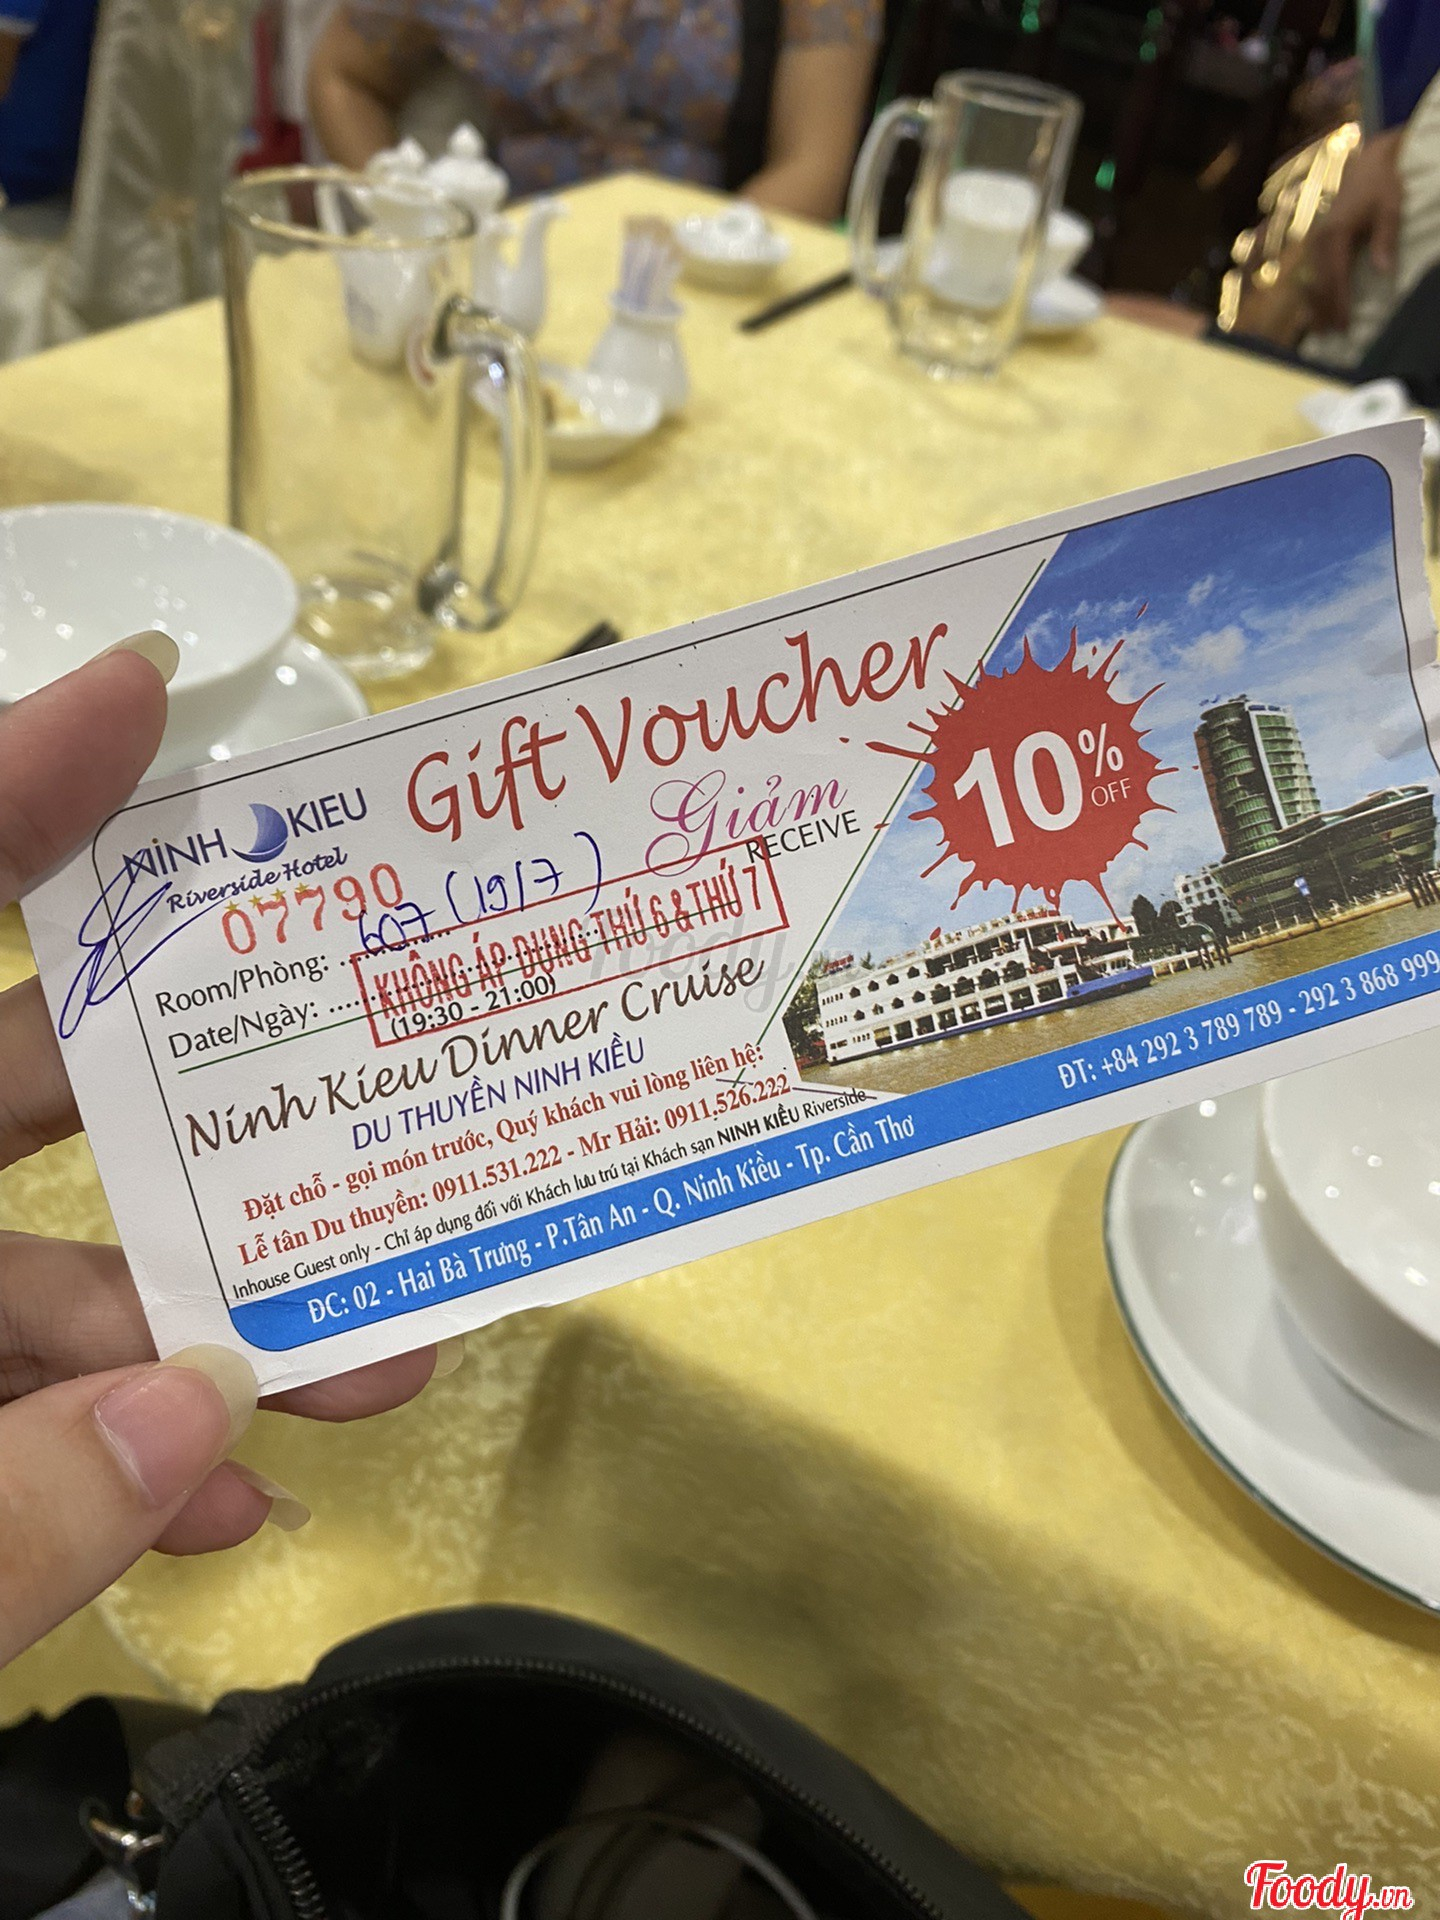 Gift Voucher
NINH KIEU
Riverside Hotel
07790
Giảm
RECEIVE
10% OFF
Room/Phòng: 607 (19/7)
Date/Ngày:
KHÔNG ÁP DỤNG THỨ 6 & THỨ 7
(19:30 - 21:00)
Ninh Kieu Dinner Cruise
DU THUYỀN NINH KIỀU
Đặt chỗ - gọi món trước, Quý khách vui lòng liên hệ:
Lễ tân Du thuyền: 0911.531.222 - Mr Hải: 0911.526.222
Inhouse Guest only - Chỉ áp dụng đối với Khách lưu trú tại Khách sạn NINH KIỀU Riverside
ĐC: 02 - Hai Bà Trưng - P.Tân An - Q. Ninh Kiều - Tp. Cần Thơ
ĐT: +84 292 3 789 789 - 292 3 868 999
foody.vn
Foody.vn